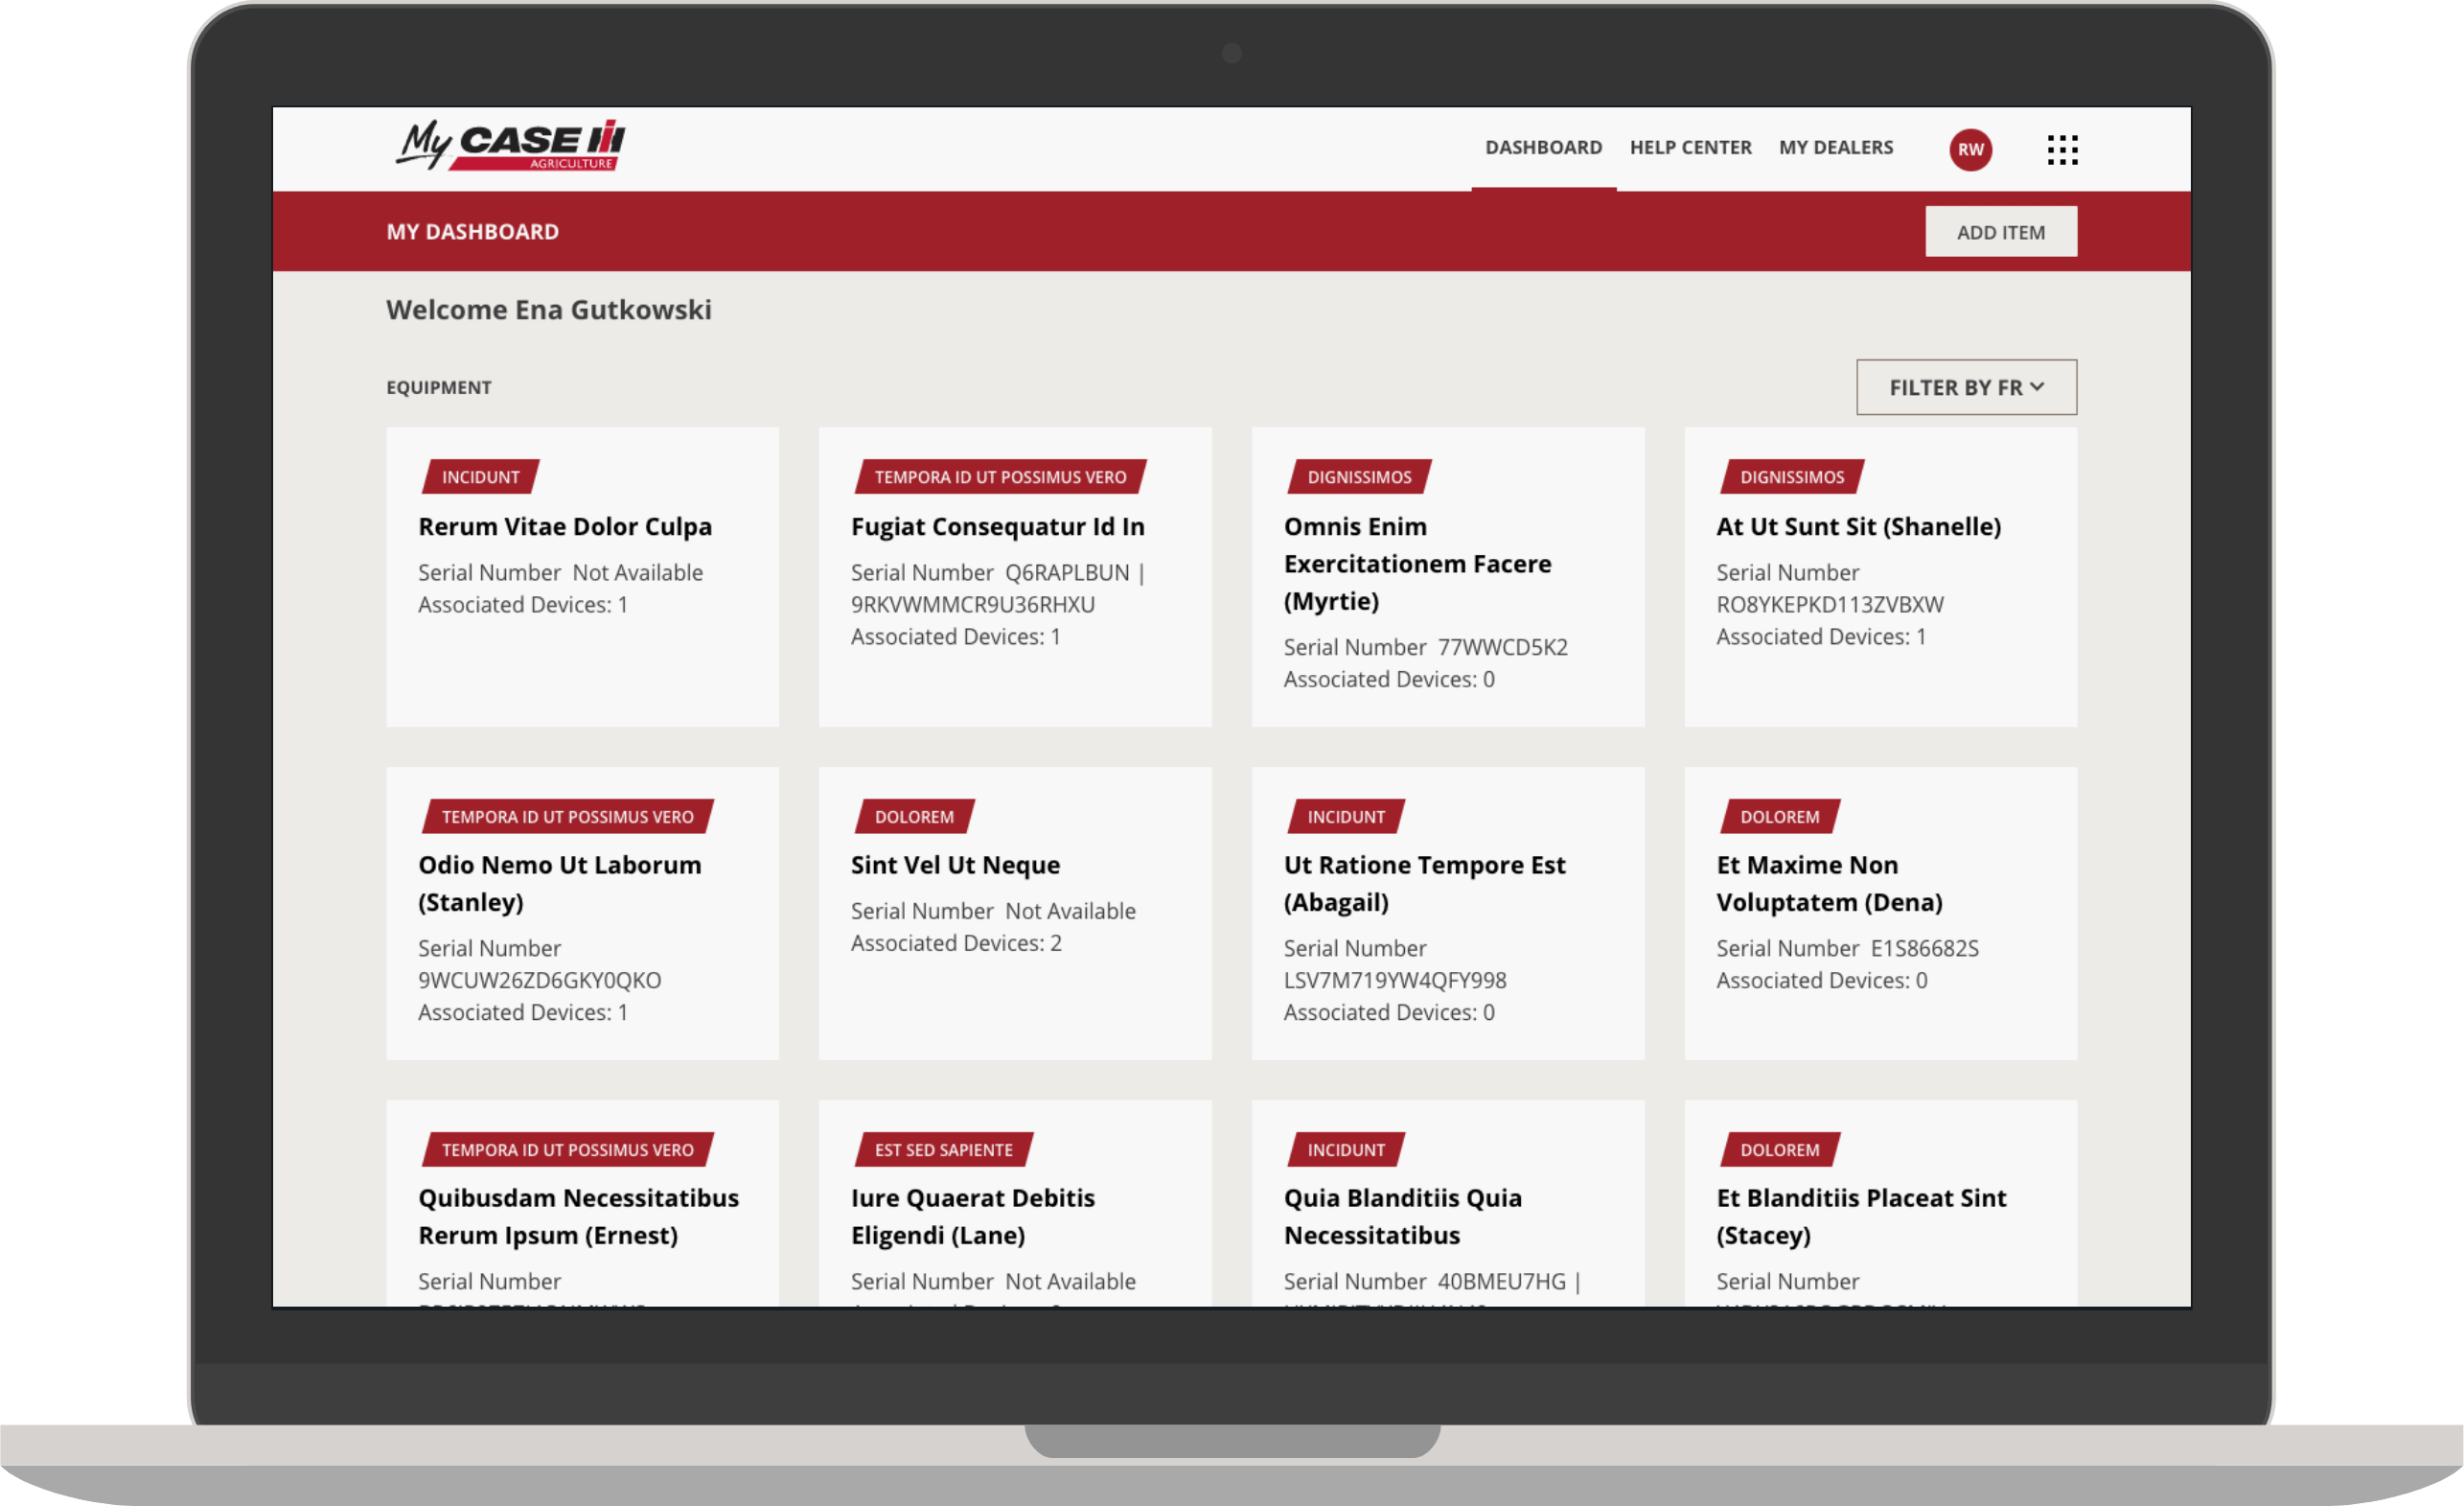 My CASE IH
AGRICULTURE
DASHBOARD HELP CENTER MY DEALERS RW
MY DASHBOARD
ADD ITEM
Welcome Ena Gutkowski
EQUIPMENT
FILTER BY FR
INCIDUNT
Rerum Vitae Dolor Culpa
Serial Number Not Available
Associated Devices: 1
TEMPORA ID UT POSSIMUS VERO
Fugiat Consequatur Id In
Serial Number Q6RAPLBUN |
9RKVWMMCR9U36RHXU
Associated Devices: 1
DIGNISSIMOS
Omnis Enim
Exercitationem Facere
(Myrtie)
Serial Number 77WWCD5K2
Associated Devices: 0
DIGNISSIMOS
At Ut Sunt Sit (Shanelle)
Serial Number
RO8YKEPKD113ZVBXW
Associated Devices: 1
TEMPORA ID UT POSSIMUS VERO
Odio Nemo Ut Laborum
(Stanley)
Serial Number
9WCUW26ZD6GKY0QKO
Associated Devices: 1
DOLOREM
Sint Vel Ut Neque
Serial Number Not Available
Associated Devices: 2
INCIDUNT
Ut Ratione Tempore Est
(Abagail)
Serial Number
LSV7M719YW4QFY998
Associated Devices: 0
DOLOREM
Et Maxime Non
Voluptatem (Dena)
Serial Number E1S86682S
Associated Devices: 0
TEMPORA ID UT POSSIMUS VERO
Quibusdam Necessitatibus
Rerum Ipsum (Ernest)
Serial Number
EST SED SAPIENTE
Iure Quaerat Debitis
Eligendi (Lane)
Serial Number Not Available
INCIDUNT
Quia Blanditiis Quia
Necessitatibus
Serial Number 40BMEU7HG |
DOLOREM
Et Blanditiis Placeat Sint
(Stacey)
Serial Number